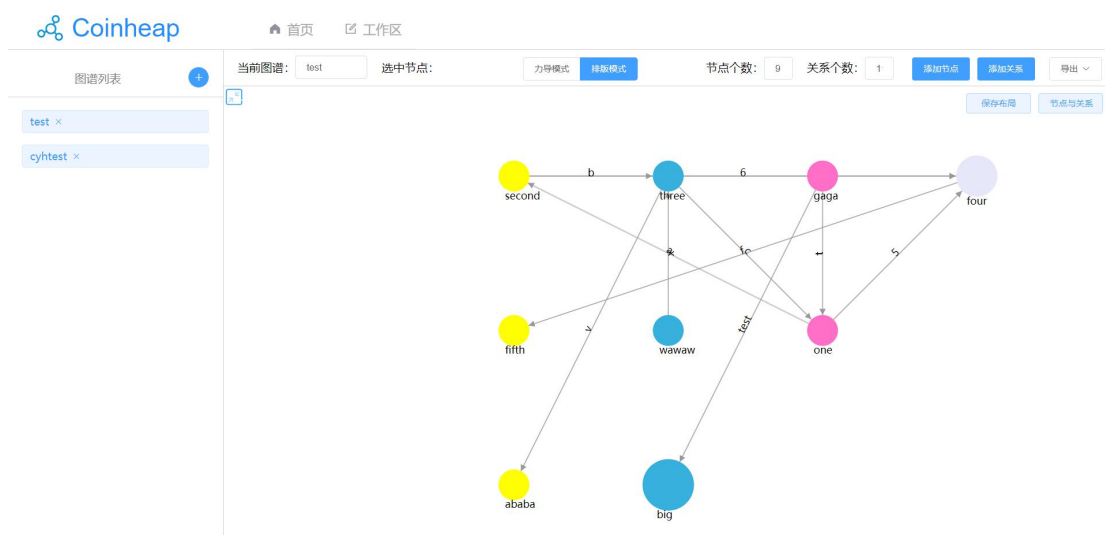 Coinheap
首页
工作区
图谱列表
+
当前图谱： test
选中节点：
力导模式
排版模式
节点个数： 9
关系个数： 1
添加节点
添加关系
导出
保存布局
节点与关系
test ×
cyhtest ×
b
6
second
three
gaga
four
fc
t
5
v
test
fifth
wawaw
one
ababa
big